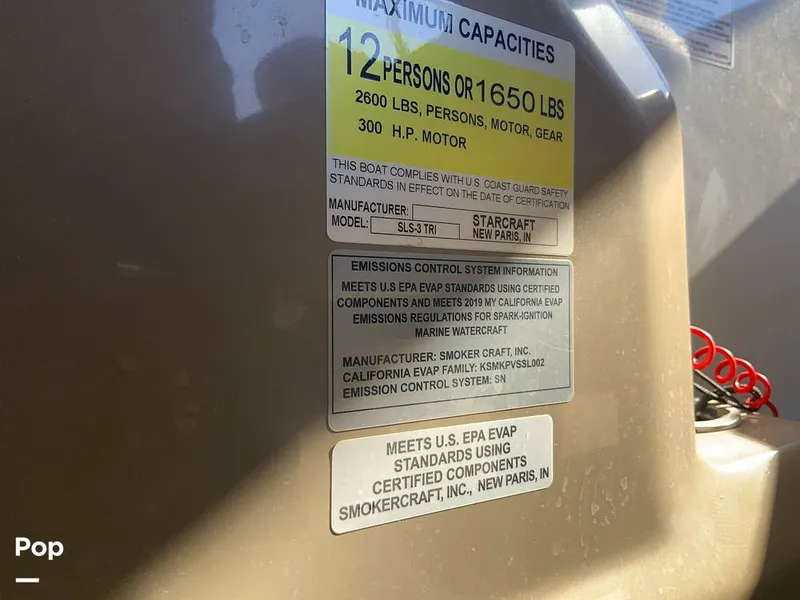 MAXIMUM CAPACITIES
12 PERSONS OR 1650 LBS
2600 LBS, PERSONS, MOTOR, GEAR
300 H.P. MOTOR
THIS BOAT COMPLIES WITH U.S. COAST GUARD SAFETY
STANDARDS IN EFFECT ON THE DATE OF CERTIFICATION
MANUFACTURER: STARCRAFT
MODEL: SLS-3 TRI NEW PARIS, IN
EMISSIONS CONTROL SYSTEM INFORMATION
MEETS U.S EPA EVAP STANDARDS USING CERTIFIED
COMPONENTS AND MEETS 2019 MY CALIFORNIA EVAP
EMISSIONS REGULATIONS FOR SPARK-IGNITION
MARINE WATERCRAFT
MANUFACTURER: SMOKER CRAFT, INC.
CALIFORNIA EVAP FAMILY: KSMKPVSSL002
EMISSION CONTROL SYSTEM: SN
MEETS U.S. EPA EVAP
STANDARDS USING
CERTIFIED COMPONENTS
SMOKERCRAFT, INC., NEW PARIS, IN
Pop